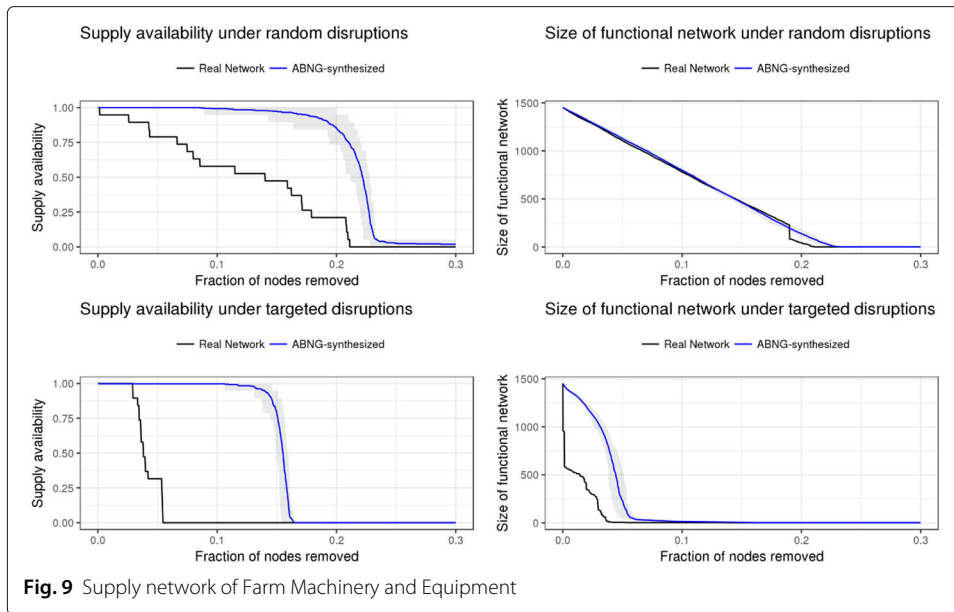 Supply availability under random disruptions
Real Network ABNG-synthesized
Supply availability
1.00
0.75
0.50
0.25
0.00
0.0 0.1 0.2 0.3
Fraction of nodes removed
Size of functional network under random disruptions
Real Network ABNG-synthesized
Size of functional network
1500
1000
500
0
0.0 0.1 0.2 0.3
Fraction of nodes removed
Supply availability under targeted disruptions
Real Network ABNG-synthesized
Supply availability
1.00
0.75
0.50
0.25
0.00
0.0 0.1 0.2 0.3
Fraction of nodes removed
Size of functional network under targeted disruptions
Real Network ABNG-synthesized
Size of functional network
1500
1000
500
0
0.0 0.1 0.2 0.3
Fraction of nodes removed
Fig. 9 Supply network of Farm Machinery and Equipment